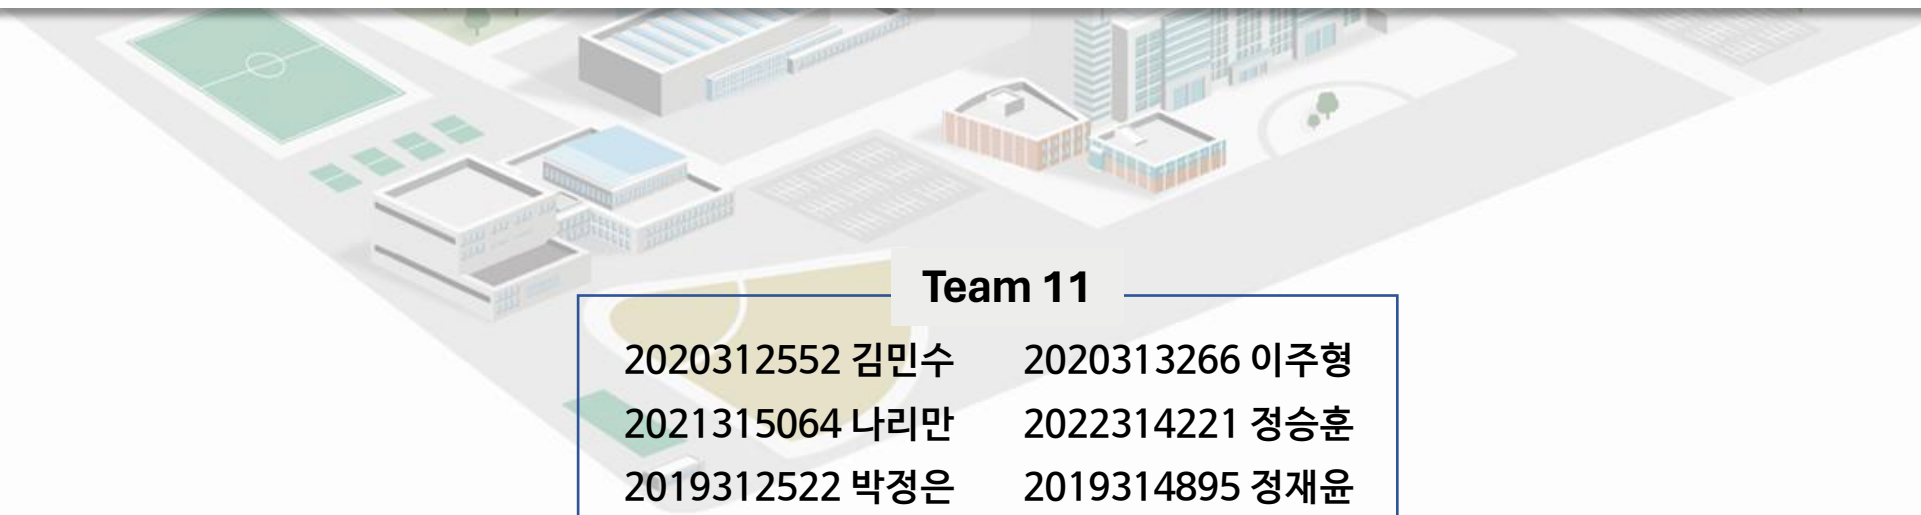 Team 11
2020312552 김민수 2020313266 이주형
2021315064 나리만 2022314221 정승훈
2019312522 박정은 2019314895 정재윤